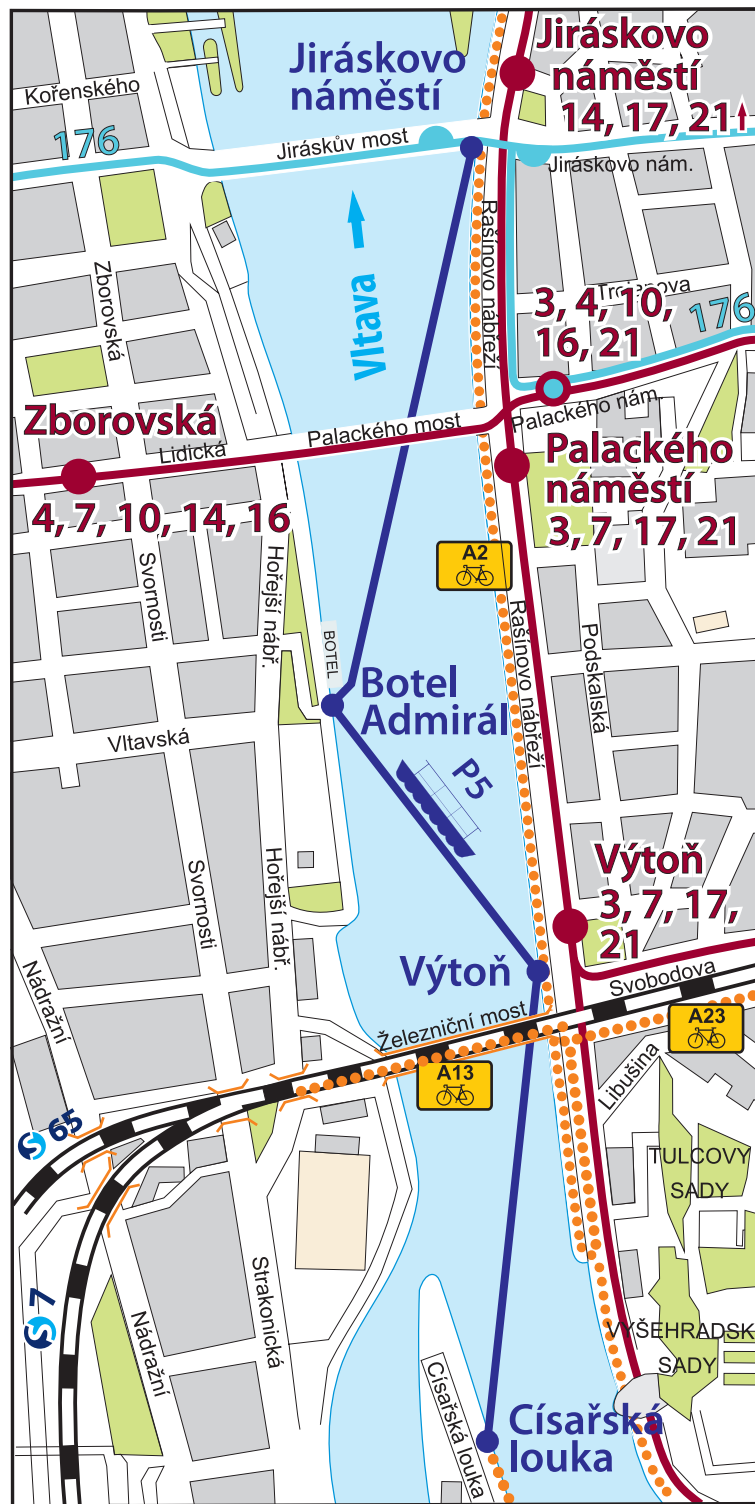 Jiráskovo
náměstí
14, 17, 21
Jiráskovo
náměstí
Kořenského
176
Jiráskův most
Jiráskovo nám.
Rašínovo nábřeží
Zborovská
Vltava
Trojanova
3, 4, 10,
16, 21
176
Zborovská
Lidická
Palackého most
Palackého nám.
4, 7, 10, 14, 16
Palackého
náměstí
3, 7, 17, 21
A2
Svornosti
Hořejší nábř.
BOTEL
Rašínovo nábřeží
Podskalská
Botel
Admirál
Vltavská
P5
Svornosti
Hořejší nábř.
Výtoň
3, 7, 17,
21
Nádražní
Výtoň
Svobodova
Železniční most
A23
A13
Libušina
S 65
TULCOVY
SADY
S 7
Nádražní
Strakonická
VYŠEHRADSK
SADY
Císařská louka
Císařská
louka